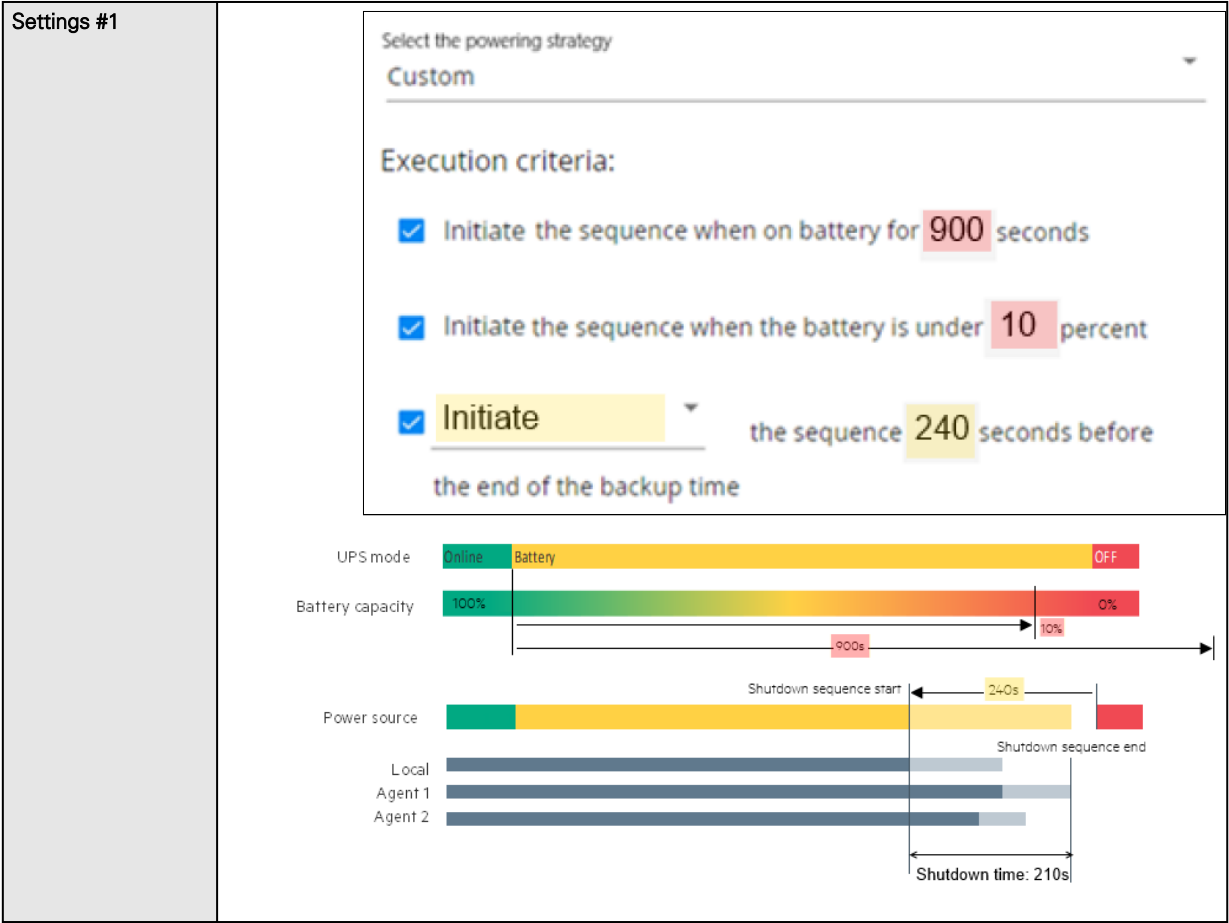 Settings #1
Select the powering strategy
Custom
Execution criteria:
Initiate the sequence when on battery for 900 seconds
Initiate the sequence when the battery is under 10 percent
Initiate the sequence 240 seconds before
the end of the backup time
UPS mode Online Battery OFF
Battery capacity 100% 0%
10%
900s
Shutdown sequence start 240s
Power source
Shutdown sequence end
Local
Agent 1
Agent 2
Shutdown time: 210s